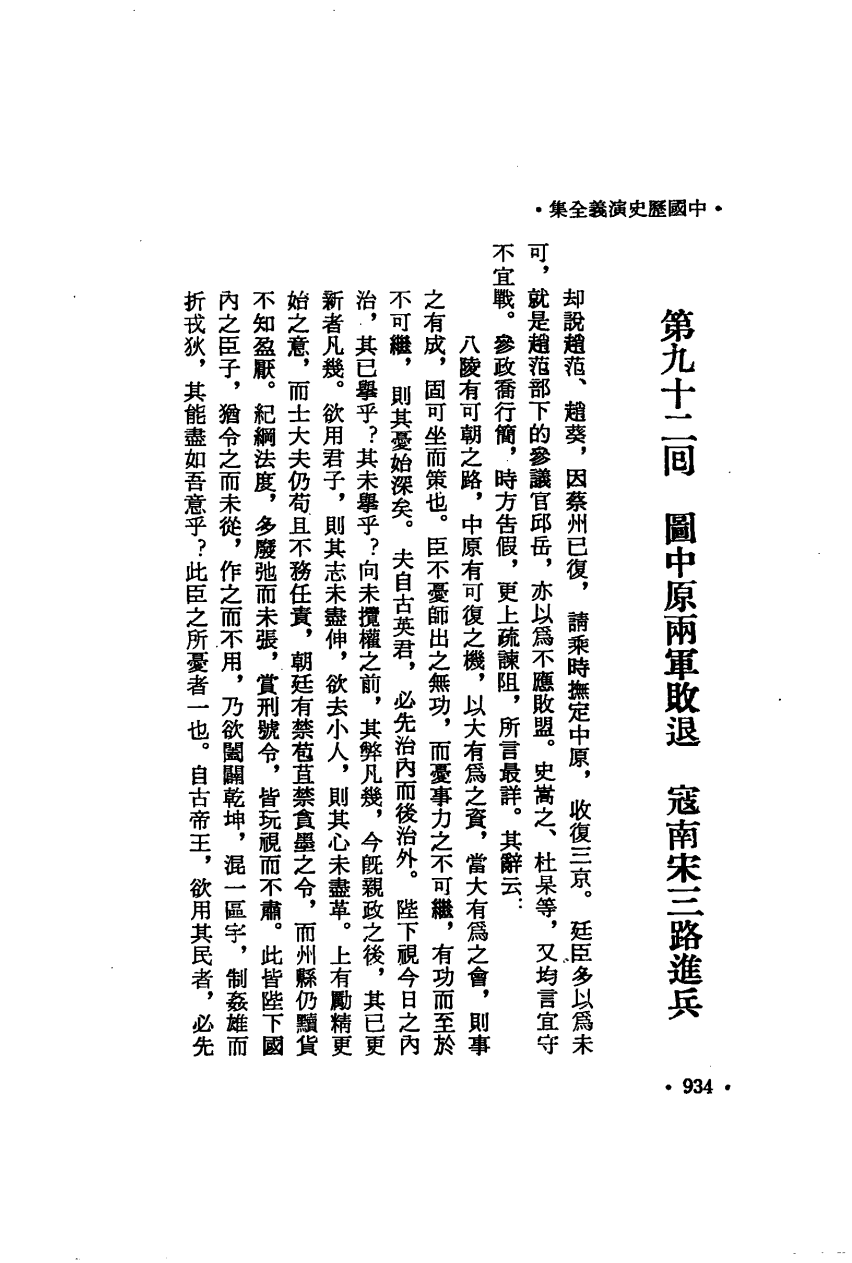 ·中國歷史演義全集·
第九十二回　圖中原兩軍敗退　寇南宋三路進兵
却說趙范、趙葵，因蔡州已復，請乘時撫定中原，收復三京。廷臣多以爲未
可，就是趙范部下的參議官邱岳，亦以爲不應敗盟。史嵩之、杜杲等，又均言宜守
不宜戰。參政喬行簡，時方告假，更上疏諫阻，所言最詳。其辭云：
八陵有可朝之路，中原有可復之機，以大有爲之資，當大有爲之會，則事
之有成，固可坐而策也。臣不憂師出之無功，而憂事力之不可繼，有功而至於
不可繼，則其憂始深矣。夫自古英君，必先治內而後治外。陛下視今日之內
治，其已舉乎？其未舉乎？向未攬權之前，其弊凡幾，今旣親政之後，其已更
新者凡幾。欲用君子，則其志未盡伸，欲去小人，則其心未盡革。上有勵精更
始之意，而士大夫仍苟且不務任責，朝廷有禁苞苴禁貪墨之令，而州縣仍黷貨
不知盈厭。紀綱法度，多廢弛而未張，賞刑號令，皆玩視而不肅。此皆陛下國
內之臣子，猶令之而未從，作之而不用，乃欲闔闢乾坤，混一區宇，制姦雄而
折戎狄，其能盡如吾意乎？此臣之所憂者一也。自古帝王，欲用其民者，必先
·934·